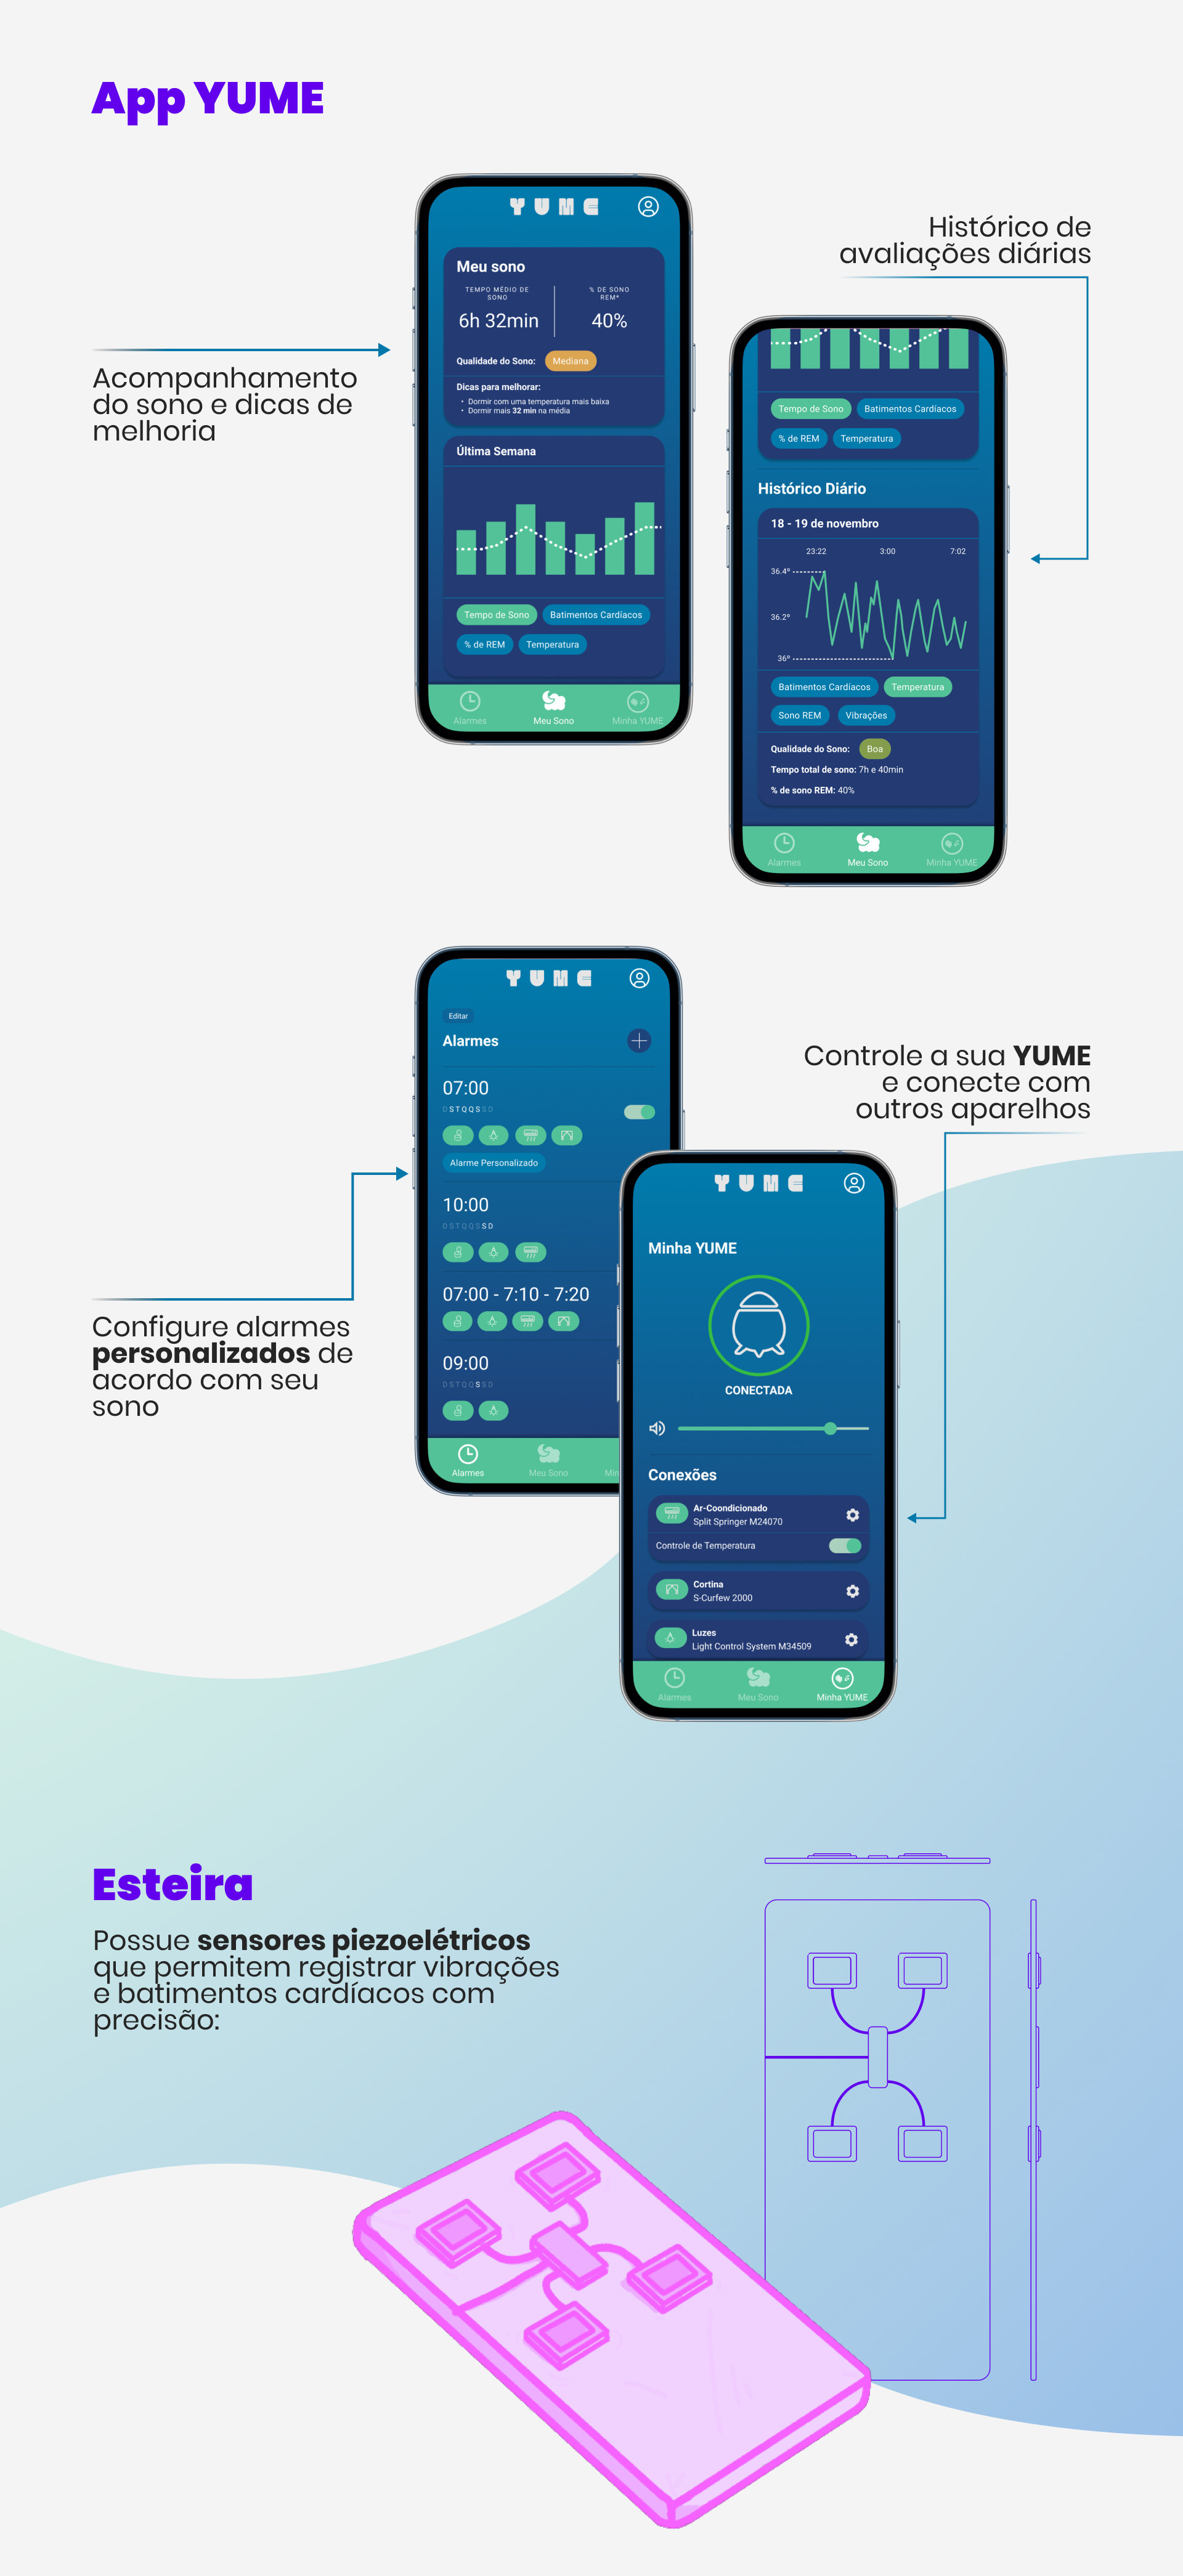 App YUME
YUME
Meu sono
TEMPO MÉDIO DE
SONO
6h 32min
% DE SONO
REM*
40%
Qualidade do Sono: Mediana
Dicas para melhorar:
• Dormir com uma temperatura mais baixa
• Dormir mais 32 min na média
Última Semana
Tempo de Sono Batimentos Cardíacos
% de REM Temperatura
Alarmes Meu Sono Minha YUME
Acompanhamento
do sono e dicas de
melhoria
Histórico de
avaliações diárias
Tempo de Sono Batimentos Cardíacos
% de REM Temperatura
Histórico Diário
18 - 19 de novembro
23:22 3:00 7:02
36.4º
36.2º
36º
Batimentos Cardíacos Temperatura
Sono REM Vibrações
Qualidade do Sono: Boa
Tempo total de sono: 7h e 40min
% de sono REM: 40%
Alarmes Meu Sono Minha YUME
YUME
Editar
Alarmes
07:00
DSTQQSSD
Alarme Personalizado
10:00
DSTQQSSD
07:00 - 7:10 - 7:20
09:00
DSTQQSSD
Alarmes Meu Sono Min
Configure alarmes
personalizados de
acordo com seu
sono
Controle a sua YUME
e conecte com
outros aparelhos
YUME
Minha YUME
CONECTADA
Conexões
Ar-Coondicionado
Split Springer M24070
Controle de Temperatura
Cortina
S-Curfew 2000
Luzes
Light Control System M34509
Alarmes Meu Sono Minha YUME
Esteira
Possue sensores piezoelétricos
que permitem registrar vibrações
e batimentos cardíacos com
precisão: